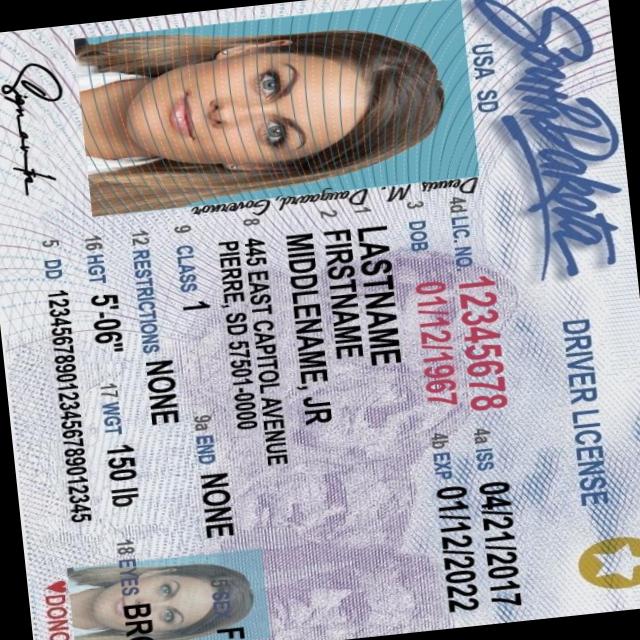 South Dakota
DRIVER LICENSE
USA SD
4d LIC. NO. 12345678
4a ISS 04/21/2017
3 DOB 01/12/1967
4b EXP 01/12/2022
1 LASTNAME
2 FIRSTNAME
MIDDLENAME, JR
8 445 EAST CAPITOL AVENUE
PIERRE, SD 57501-0000
9 CLASS 1
9a END NONE
12 RESTRICTIONS NONE
16 HGT 5'-06"
17 WGT 150 lb
18 EYES BRO
15 SEX F
5 DD 1234567890123456789012345
DONO
Dennis M. Daugaard Governor